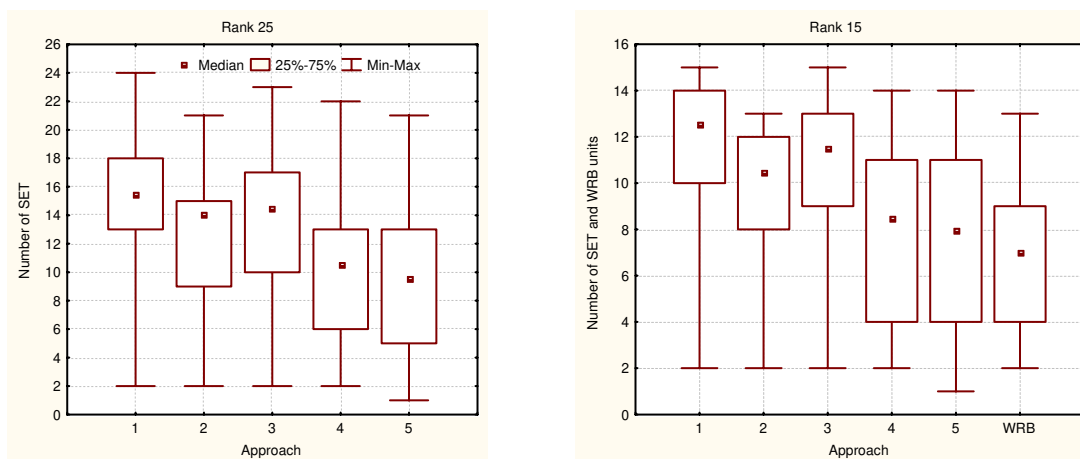 Rank 25
26
24
22
20
18
16
14
12
10
8
6
4
2
0
Number of SET
Median 25%-75% Min-Max
1 2 3 4 5
Approach
Rank 15
16
14
12
10
8
6
4
2
0
Number of SET and WRB units
1 2 3 4 5 WRB
Approach